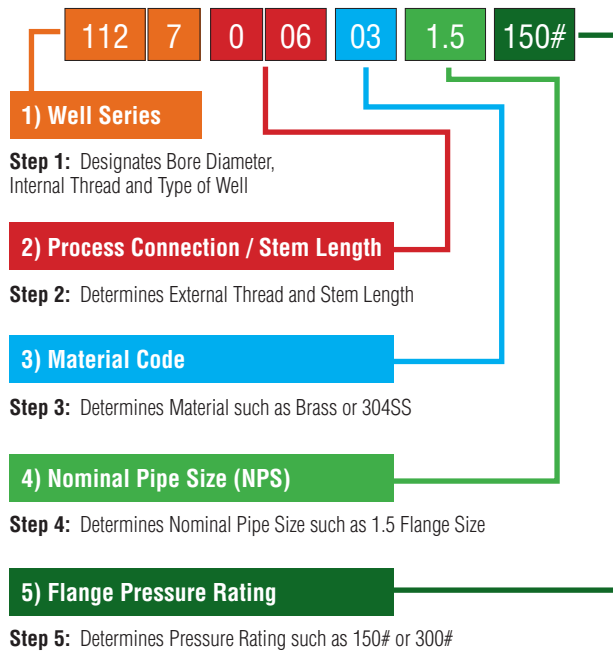 112 7 0 06 03 1.5 150#
1) Well Series
Step 1: Designates Bore Diameter,
Internal Thread and Type of Well
2) Process Connection / Stem Length
Step 2: Determines External Thread and Stem Length
3) Material Code
Step 3: Determines Material such as Brass or 304SS
4) Nominal Pipe Size (NPS)
Step 4: Determines Nominal Pipe Size such as 1.5 Flange Size
5) Flange Pressure Rating
Step 5: Determines Pressure Rating such as 150# or 300#